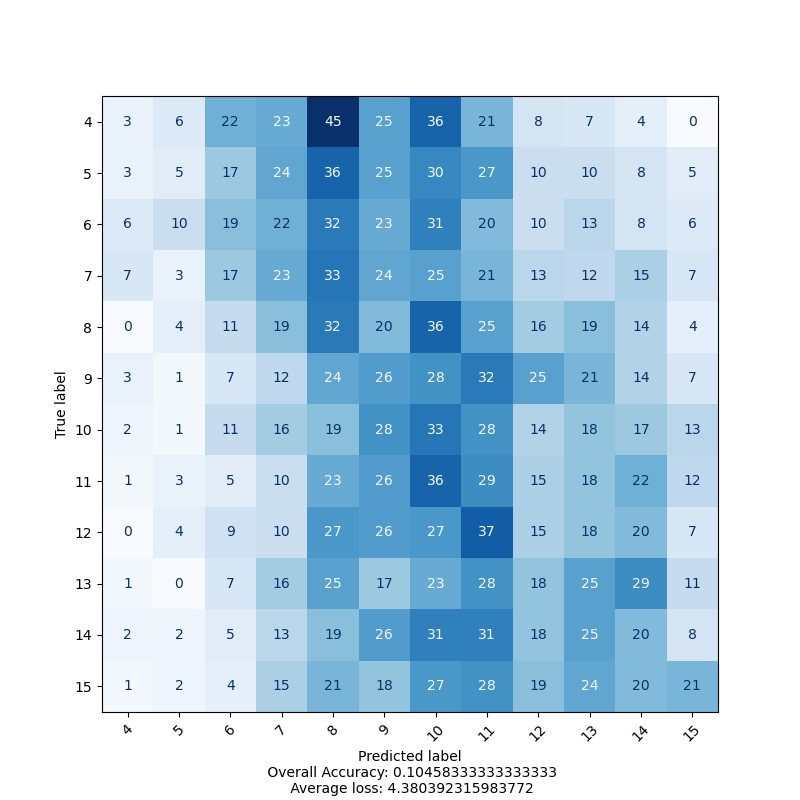 4 3 6 22 23 45 25 36 21 8 7 4 0
5 3 5 17 24 36 25 30 27 10 10 8 5
6 6 10 19 22 32 23 31 20 10 13 8 6
7 7 3 17 23 33 24 25 21 13 12 15 7
8 0 4 11 19 32 20 36 25 16 19 14 4
9 3 1 7 12 24 26 28 32 25 21 14 7
True label
10 2 1 11 16 19 28 33 28 14 18 17 13
11 1 3 5 10 23 26 36 29 15 18 22 12
12 0 4 9 10 27 26 27 37 15 18 20 7
13 1 0 7 16 25 17 23 28 18 25 29 11
14 2 2 5 13 19 26 31 31 18 25 20 8
15 1 2 4 15 21 18 27 28 19 24 20 21
4 5 6 7 8 9 10 11 12 13 14 15
Predicted label
Overall Accuracy: 0.10458333333333333
Average loss: 4.380392315983772